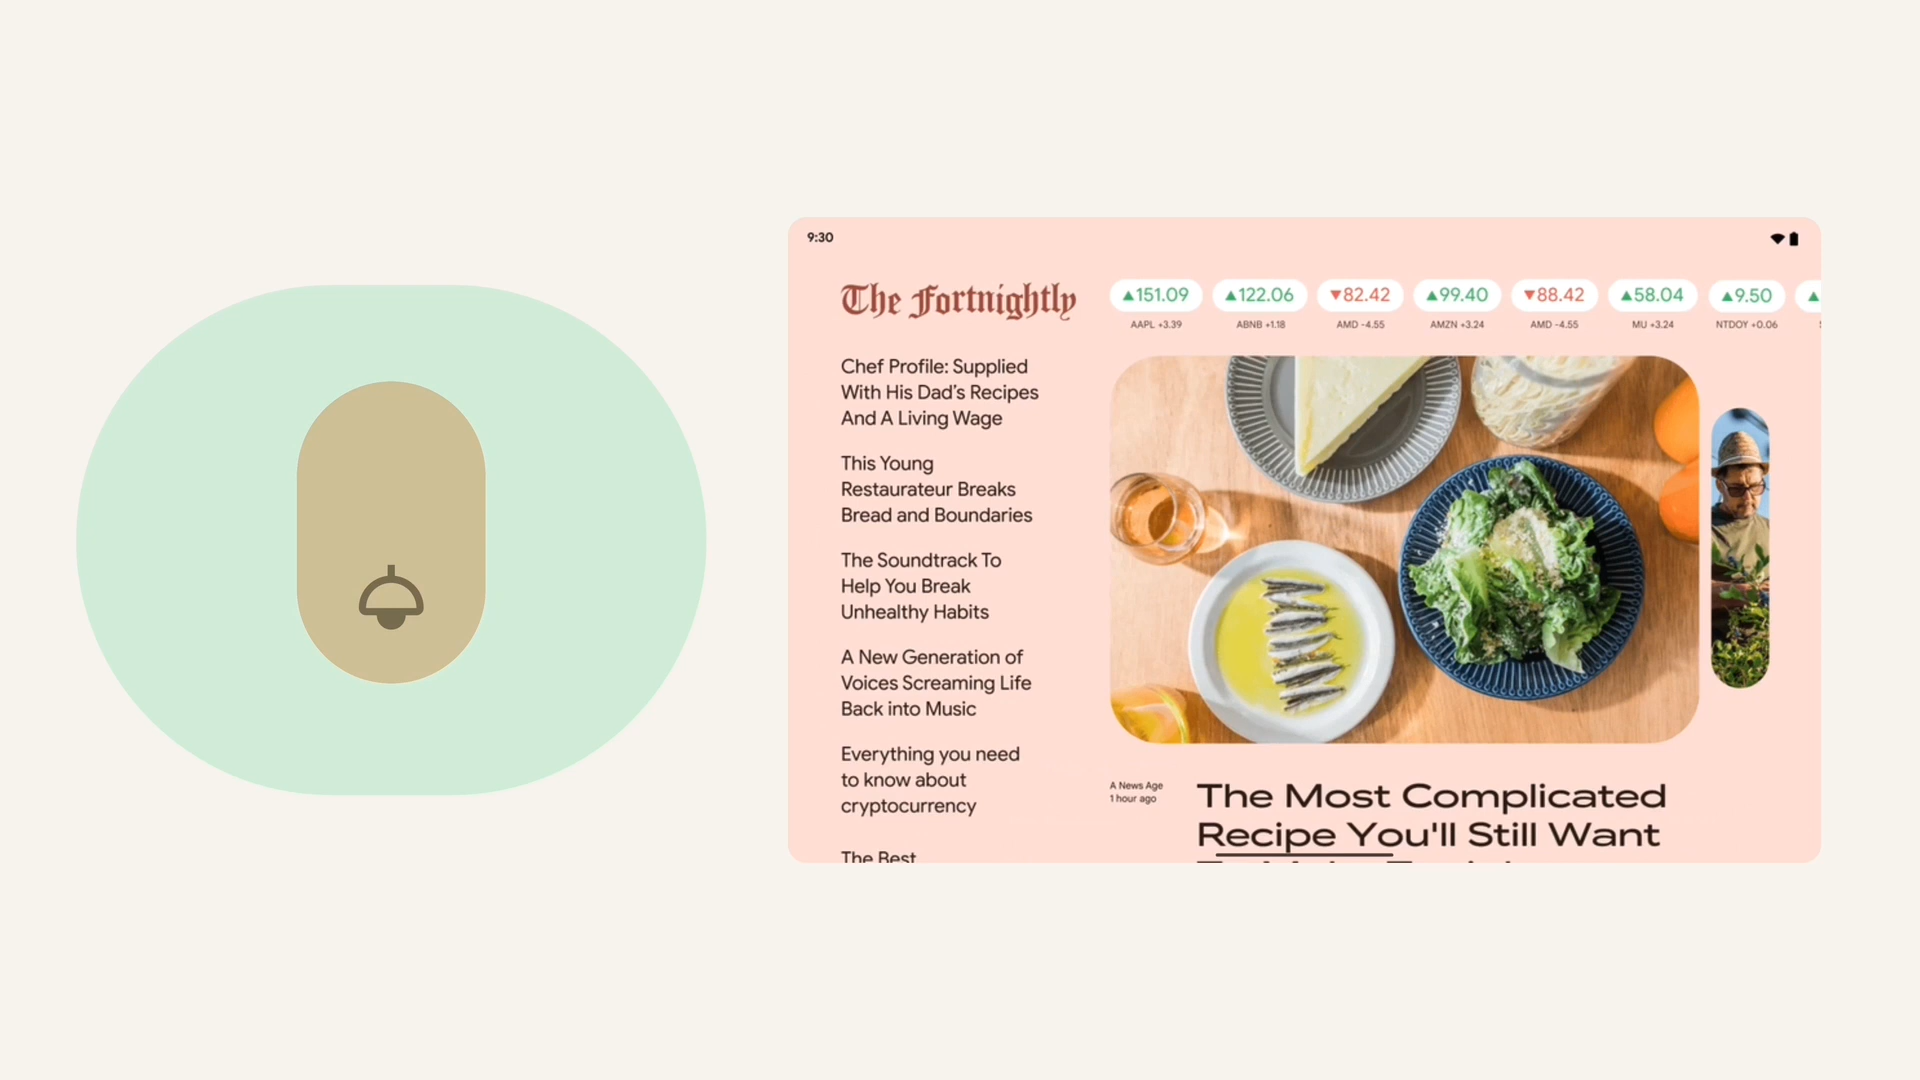 9:30
The Fortnightly
▲151.09
AAPL +3.39
▲122.06
ABNB +1.18
▼82.42
AMD -4.55
▲99.40
AMZN +3.24
▼88.42
AMD -4.55
▲58.04
MU +3.24
▲9.50
NTDOY +0.06
▲
Chef Profile: Supplied
With His Dad's Recipes
And A Living Wage
This Young
Restaurateur Breaks
Bread and Boundaries
The Soundtrack To
Help You Break
Unhealthy Habits
A New Generation of
Voices Screaming Life
Back into Music
Everything you need
to know about
cryptocurrency
The Best
A News Age
1 hour ago
The Most Complicated
Recipe You'll Still Want